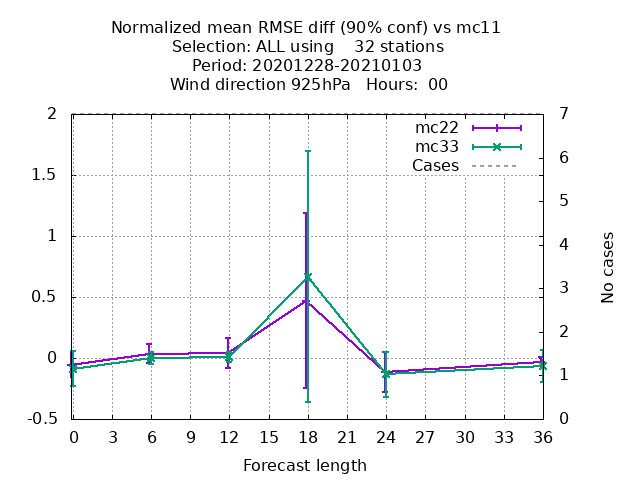 Normalized mean RMSE diff (90% conf) vs mc11
Selection: ALL using    32 stations
Period: 20201228-20210103
Wind direction 925hPa   Hours:  00
2
1.5
1
0.5
0
-0.5
7
6
5
4
3
2
1
0
mc22
mc33
Cases
No cases
0 3 6 9 12 15 18 21 24 27 30 33 36
Forecast length